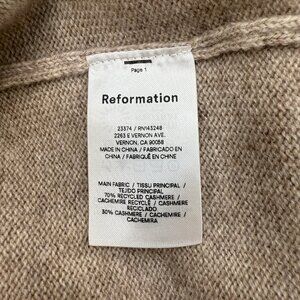 Page 1
Reformation
23374 / RN143248
2263 E VERNON AVE.
VERNON, CA 90058
MADE IN CHINA / FABRICADO EN
CHINA / FABRIQUÉ EN CHINE
MAIN FABRIC / TISSU PRINCIPAL /
TEJIDO PRINCIPAL
70% RECYCLED CASHMERE /
CACHEMIRE RECYCLÉ / CASHMERE
RECICLADO
30% CASHMERE / CACHEMIRE /
CACHEMIRA